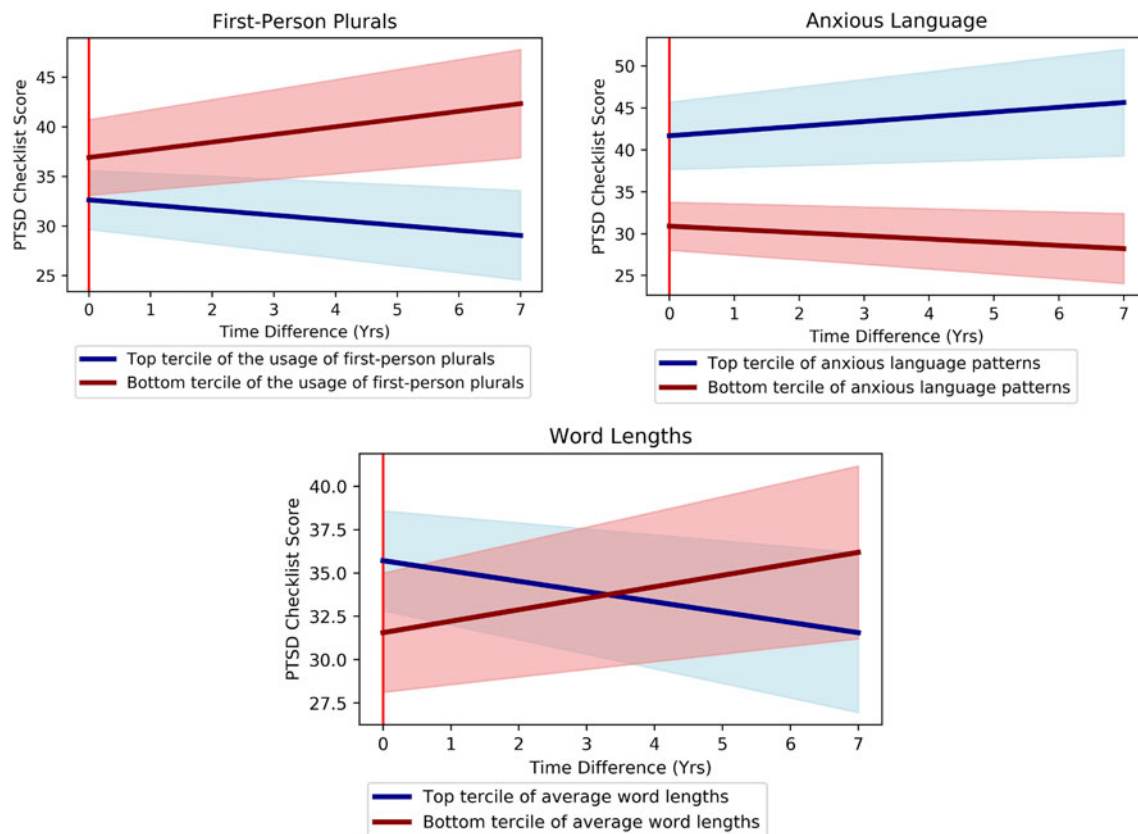 First-Person Plurals
PTSD Checklist Score
45
40
35
30
25
0 1 2 3 4 5 6 7
Time Difference (Yrs)
Top tercile of the usage of first-person plurals
Bottom tercile of the usage of first-person plurals
Anxious Language
PTSD Checklist Score
50
45
40
35
30
25
0 1 2 3 4 5 6 7
Time Difference (Yrs)
Top tercile of anxious language patterns
Bottom tercile of anxious language patterns
Word Lengths
PTSD Checklist Score
40.0
37.5
35.0
32.5
30.0
27.5
0 1 2 3 4 5 6 7
Time Difference (Yrs)
Top tercile of average word lengths
Bottom tercile of average word lengths